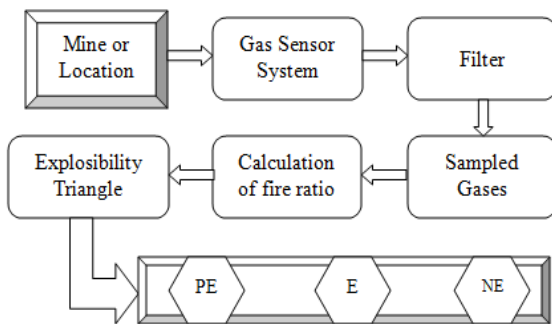 Mine or
Location
Gas Sensor
System
Filter
Sampled
Gases
Calculation
of fire ratio
Explosibility
Triangle
PE
E
NE